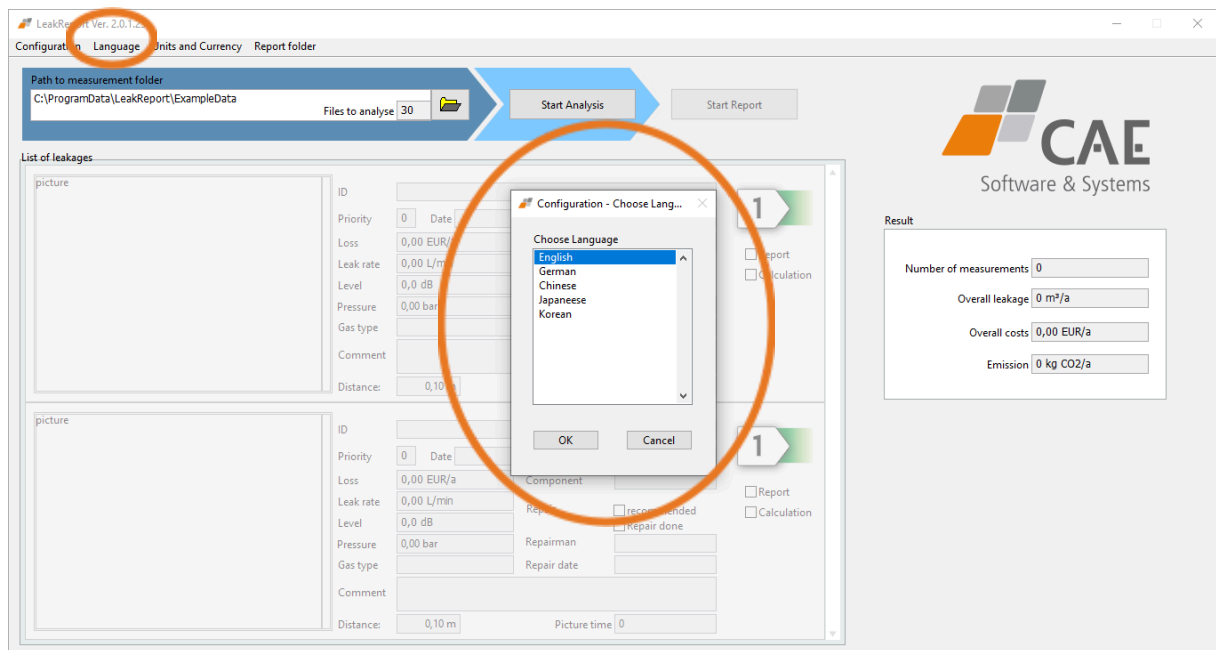 LeakReport Ver. 2.0.1.2
Configuration Language Units and Currency Report folder
Path to measurement folder
C:\ProgramData\LeakReport\ExampleData
Files to analyse 30
Start Analysis
Start Report
CAE
Software & Systems
List of leakages
picture
ID
Priority 0 Date
Loss 0,00 EUR/
Leak rate 0,00 L/m
Level 0,0 dB
Pressure 0,00 bar
Gas type
Comment
Distance: 0,10
1
Report
Calculation
Configuration - Choose Lang...
Choose Language
English
German
Chinese
Japaneese
Korean
OK Cancel
Result
Number of measurements 0
Overall leakage 0 m³/a
Overall costs 0,00 EUR/a
Emission 0 kg CO2/a
picture
ID
Priority 0 Date
Loss 0,00 EUR/a Component
Leak rate 0,00 L/min
Level 0,0 dB
Repair recommended
Repair done
Pressure 0,00 bar Repairman
Gas type Repair date
Comment
Distance: 0,10 m Picture time 0
1
Report
Calculation